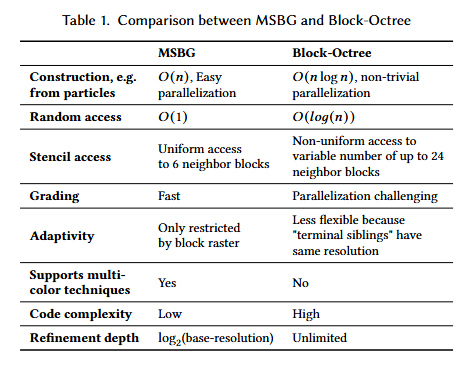 Table 1. Comparison between MSBG and Block-Octree
MSBG Block-Octree
Construction, e.g. from particles O(n), Easy parallelization O(n log n), non-trivial parallelization
Random access O(1) O(log(n))
Stencil access Uniform access to 6 neighbor blocks Non-uniform access to variable number of up to 24 neighbor blocks
Grading Fast Parallelization challenging
Adaptivity Only restricted by block raster Less flexible because "terminal siblings" have same resolution
Supports multi-color techniques Yes No
Code complexity Low High
Refinement depth log₂(base-resolution) Unlimited